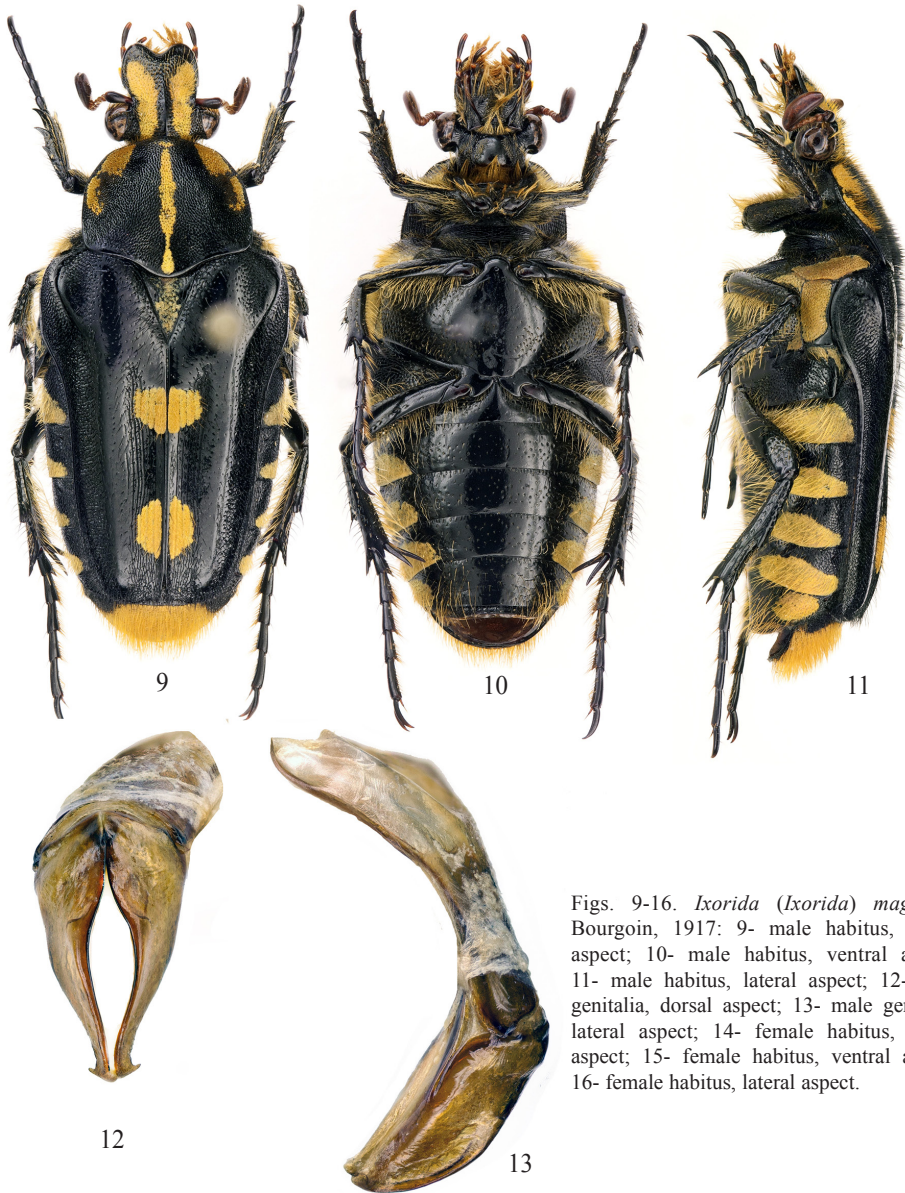 9
10
11
12
13
Figs. 9-16. Ixorida (Ixorida)
Bourgoin, 1917: 9- male habitus,
aspect; 10- male habitus, ventral
11- male habitus, lateral aspect; 12-
genitalia, dorsal aspect; 13- male
lateral aspect; 14- female habitus,
aspect; 15- female habitus, ventral
16- female habitus, lateral aspect.